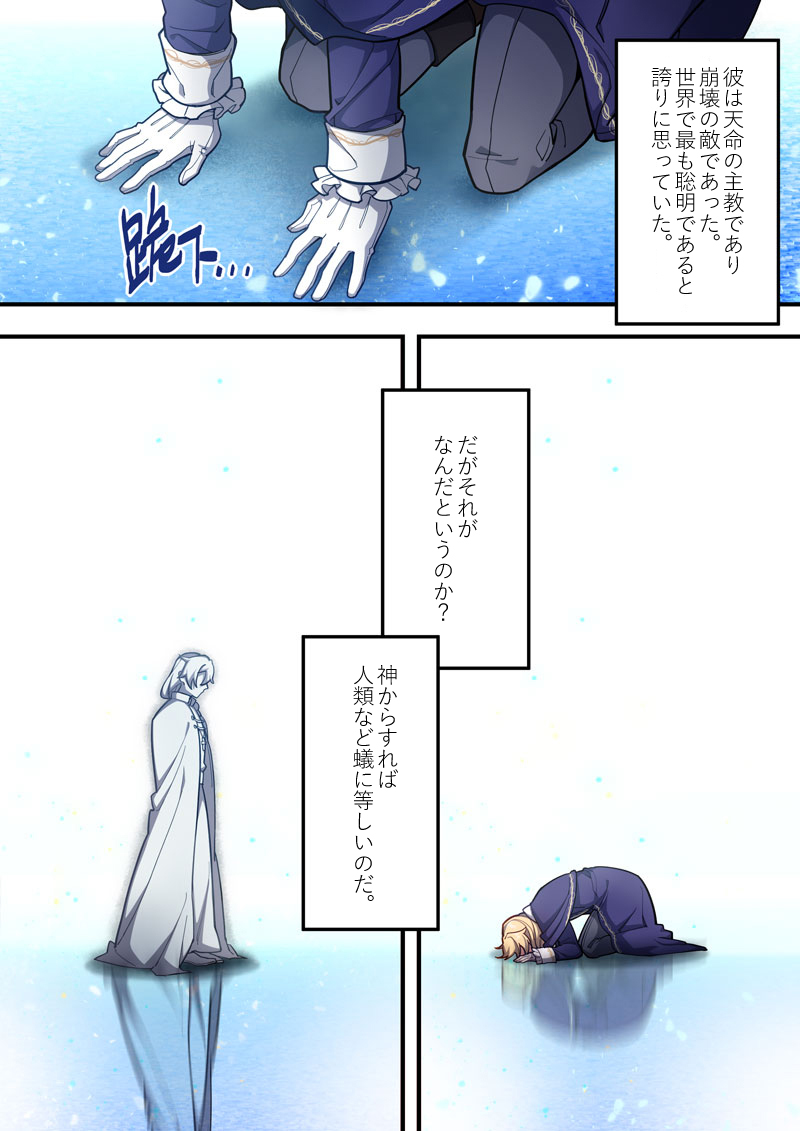 彼は天命の主教であり
崩壊の敵であった。
世界で最も聡明であると
誇りに思っていた。
跪下...
だがそれが
なんだというのか？
神からすれば
人類など蟻に等しいのだ。